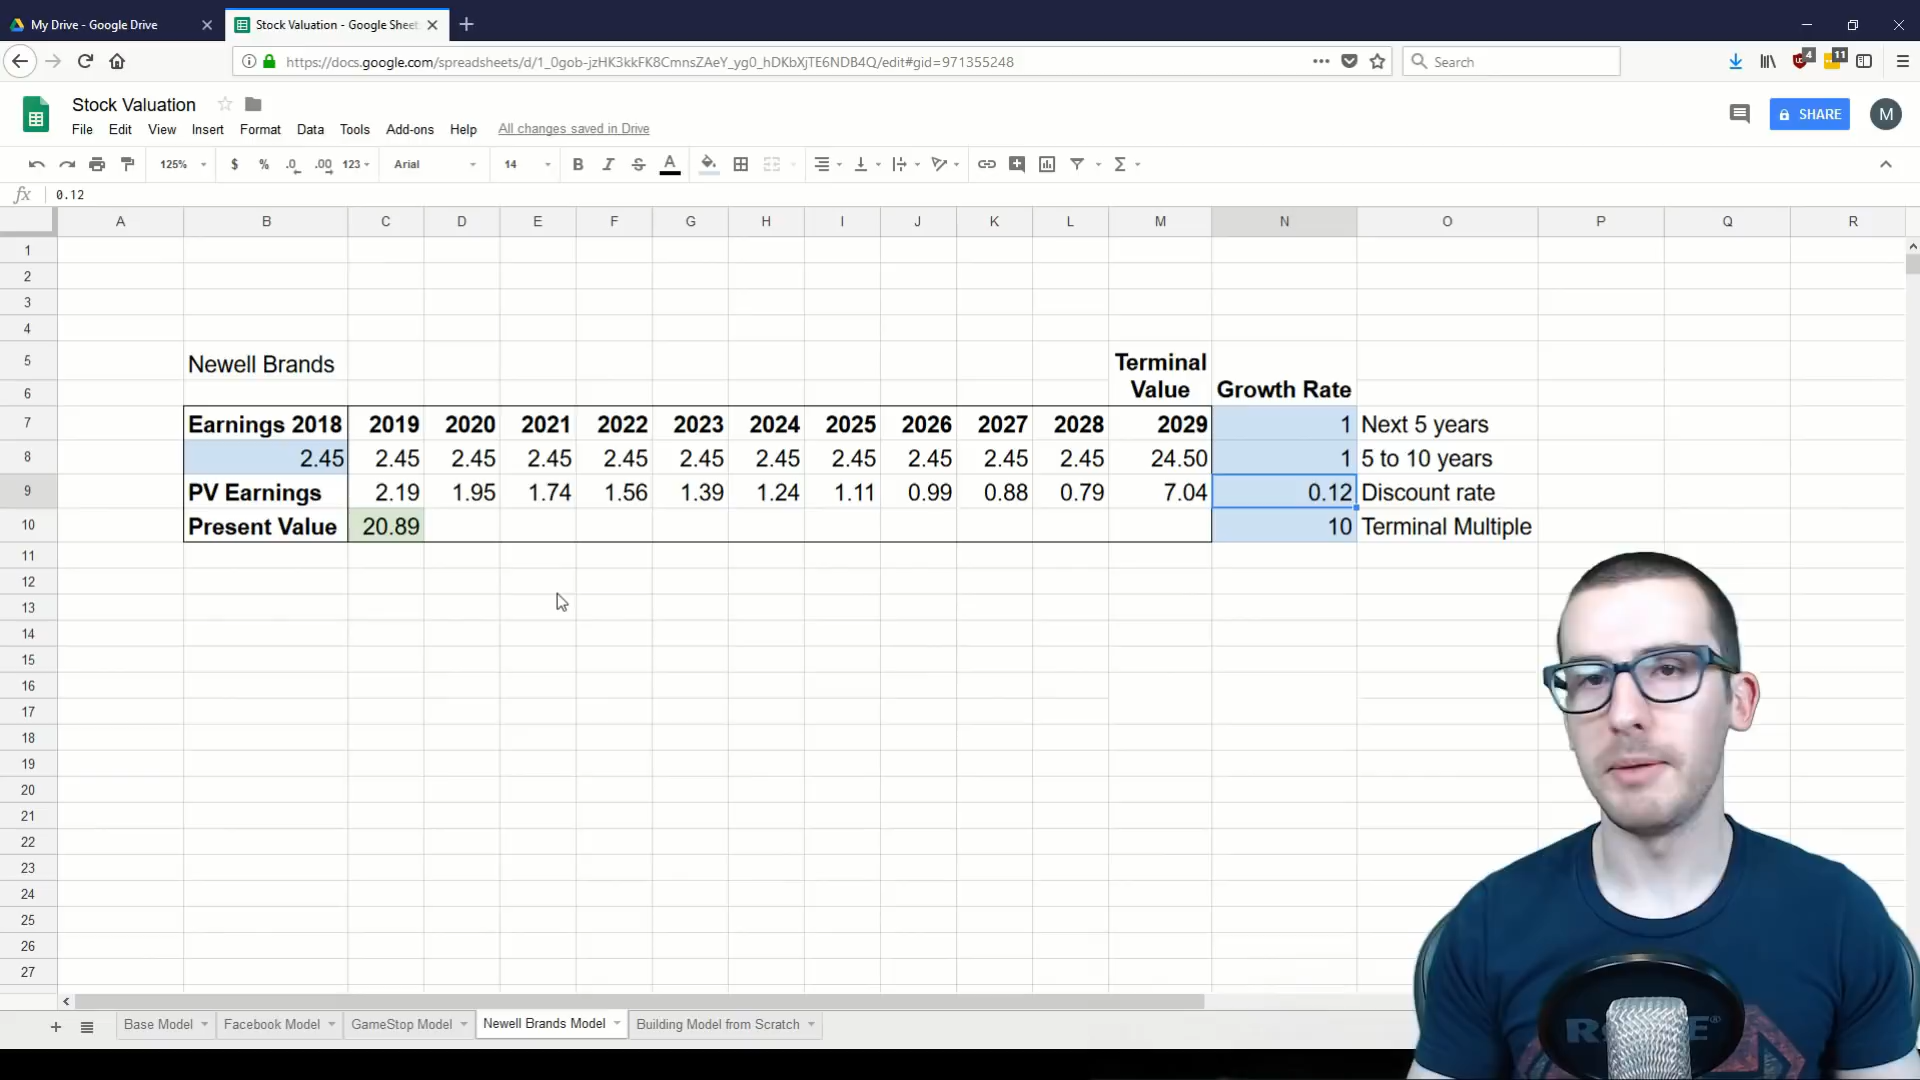 My Drive - Google Drive
Stock Valuation - Google Sheet
https://docs.google.com/spreadsheets/d/1_0gob-jzHK3kkFK8CmnsZAeY_yg0_hDKbXjTE6NDB4Q/edit#gid=971355248
Search
4
11
Stock Valuation
SHARE
M
File Edit View Insert Format Data Tools Add-ons Help All changes saved in Drive
125% $ % .0 .00 123 Arial 14 B I S A Σ
fx 0.12
A B C D E F G H I J K L M N O P Q R
1
2
3
4
5 Newell Brands Terminal
6 Value Growth Rate
7 Earnings 2018 2019 2020 2021 2022 2023 2024 2025 2026 2027 2028 2029 1 Next 5 years
8 2.45 2.45 2.45 2.45 2.45 2.45 2.45 2.45 2.45 2.45 2.45 24.50 1 5 to 10 years
9 PV Earnings 2.19 1.95 1.74 1.56 1.39 1.24 1.11 0.99 0.88 0.79 7.04 0.12 Discount rate
10 Present Value 20.89 10 Terminal Multiple
11
12
13
14
15
16
17
18
19
20
21
22
23
24
25
26
27
Base Model Facebook Model GameStop Model Newell Brands Model Building Model from Scratch